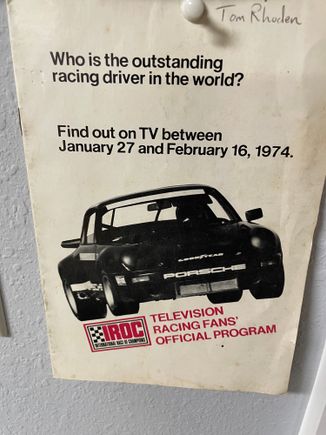 Tom Rhoden
Who is the outstanding
racing driver in the world?
Find out on TV between
January 27 and February 16, 1974.
GOODYEAR
PORSCHE
IROC
INTERNATIONAL RACE OF CHAMPIONS
TELEVISION
RACING FANS'
OFFICIAL PROGRAM